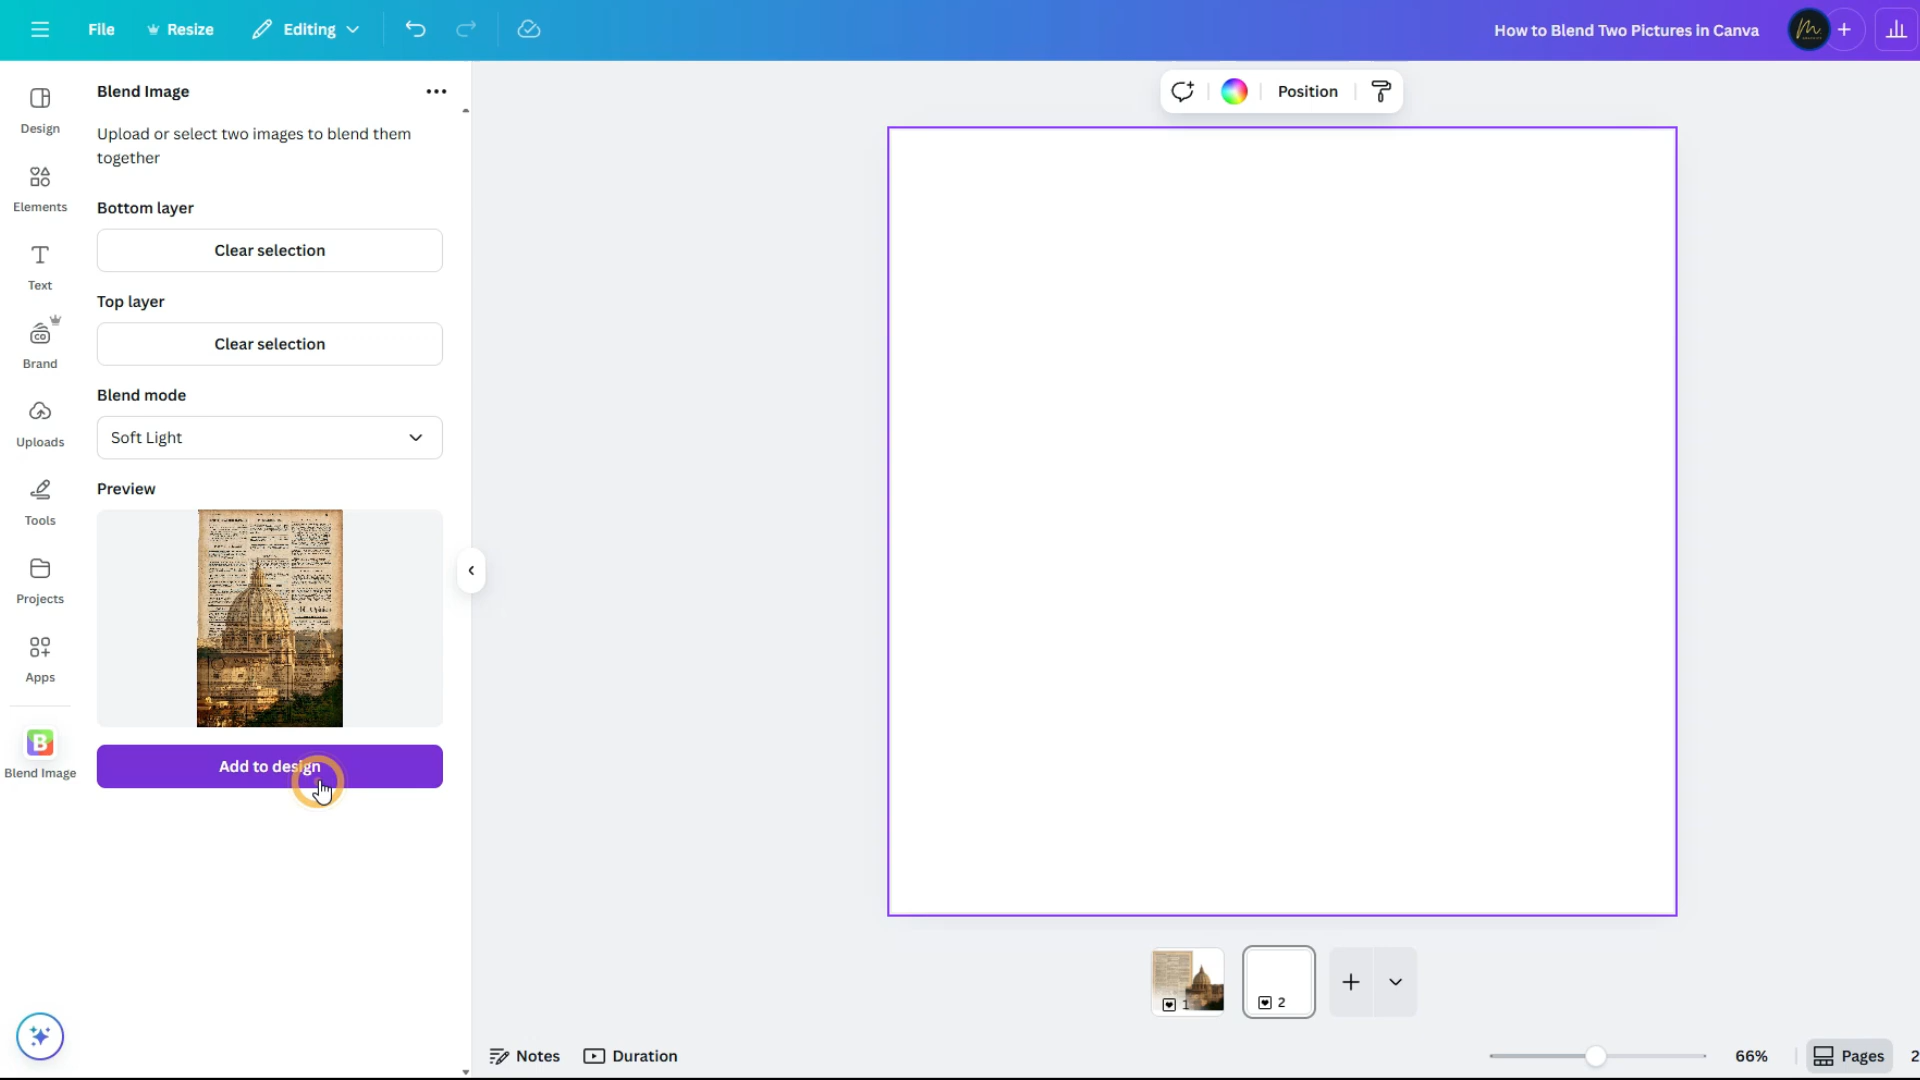 File
Resize
Editing
How to Blend Two Pictures in Canva
Design
Elements
Text
Brand
Uploads
Tools
Projects
Apps
Blend Image
Blend Image
Upload or select two images to blend them
together
Bottom layer
Clear selection
Top layer
Clear selection
Blend mode
Soft Light
Preview
Add to design
Position
1
2
Notes
Duration
66%
Pages
2